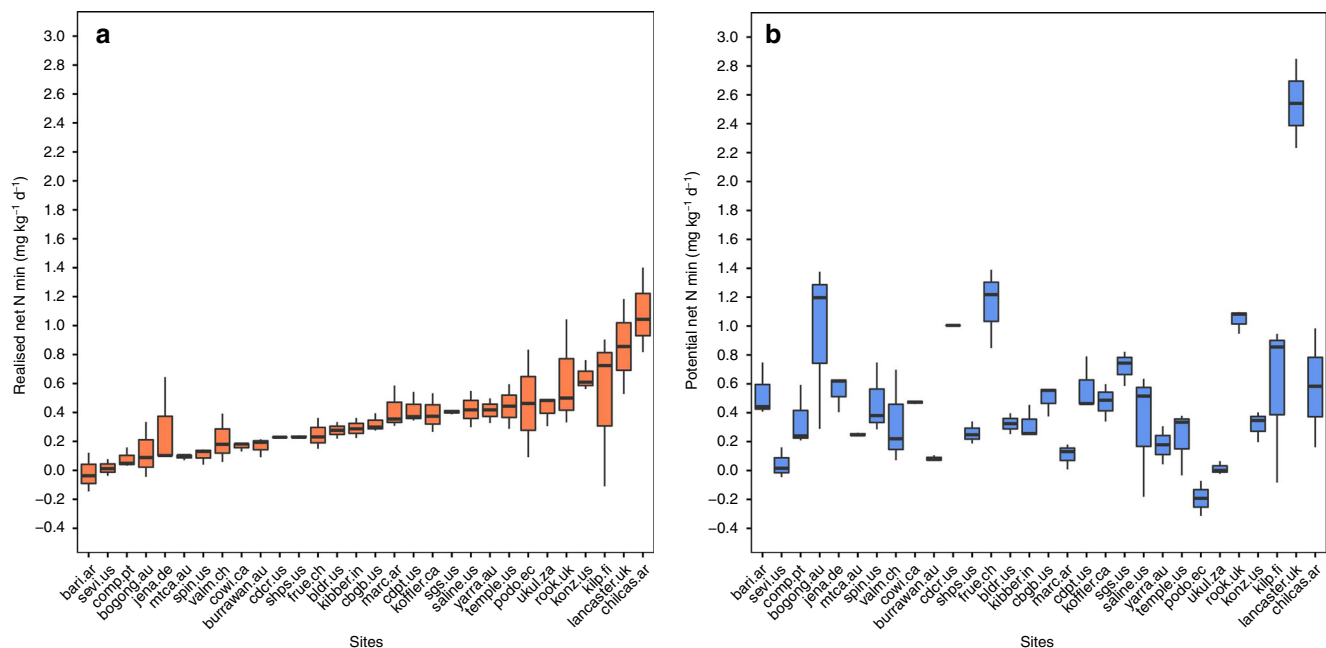 a
Realised net N min (mg kg⁻¹ d⁻¹)
3.0
2.8
2.6
2.4
2.2
2.0
1.8
1.6
1.4
1.2
1.0
0.8
0.6
0.4
0.2
0.0
−0.2
−0.4
bari.ar
sevi.us
comp.pt
bogong.au
jena.de
mtca.au
spin.us
valm.ch
cowi.ca
burrawan.au
cdcr.us
shps.us
frue.ch
bldr.us
kibber.in
cbgb.us
marc.ar
cdpt.us
koffler.ca
sgs.us
saline.us
yarra.au
temple.us
podo.ec
ukul.za
rook.uk
konz.us
kilp.fi
lancaster.uk
chilcas.ar
Sites
b
Potential net N min (mg kg⁻¹ d⁻¹)
3.0
2.8
2.6
2.4
2.2
2.0
1.8
1.6
1.4
1.2
1.0
0.8
0.6
0.4
0.2
0.0
−0.2
−0.4
bari.ar
sevi.us
comp.pt
bogong.au
jena.de
mtca.au
spin.us
valm.ch
cowi.ca
burrawan.au
cdcr.us
shps.us
frue.ch
bldr.us
kibber.in
cbgb.us
marc.ar
cdpt.us
koffler.ca
sgs.us
saline.us
yarra.au
temple.us
podo.ec
ukul.za
rook.uk
konz.us
kilp.fi
lancaster.uk
chilcas.ar
Sites